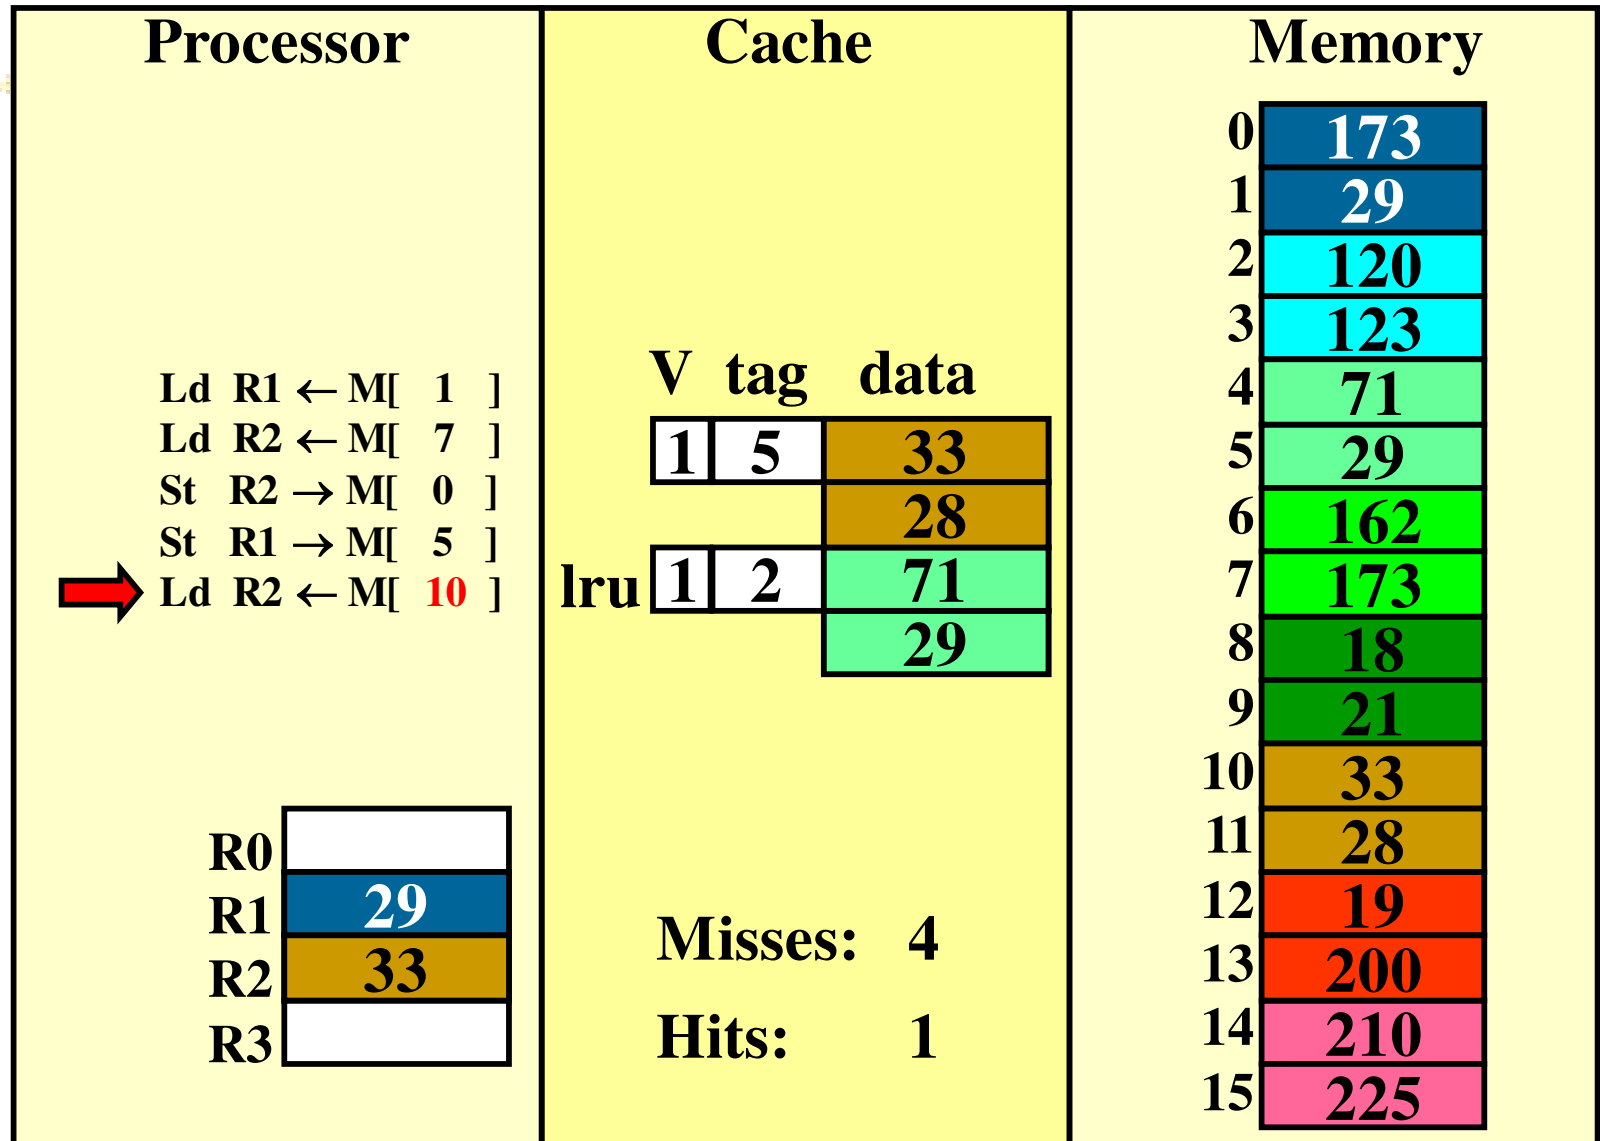 Processor
Ld R1 ← M[ 1 ]
Ld R2 ← M[ 7 ]
St R2 → M[ 0 ]
St R1 → M[ 5 ]
Ld R2 ← M[ 10 ]
R0
R1 29
R2 33
R3
Cache
V tag data
1 5 33
28
lru 1 2 71
29
Misses: 4
Hits: 1
Memory
0 173
1 29
2 120
3 123
4 71
5 29
6 162
7 173
8 18
9 21
10 33
11 28
12 19
13 200
14 210
15 225